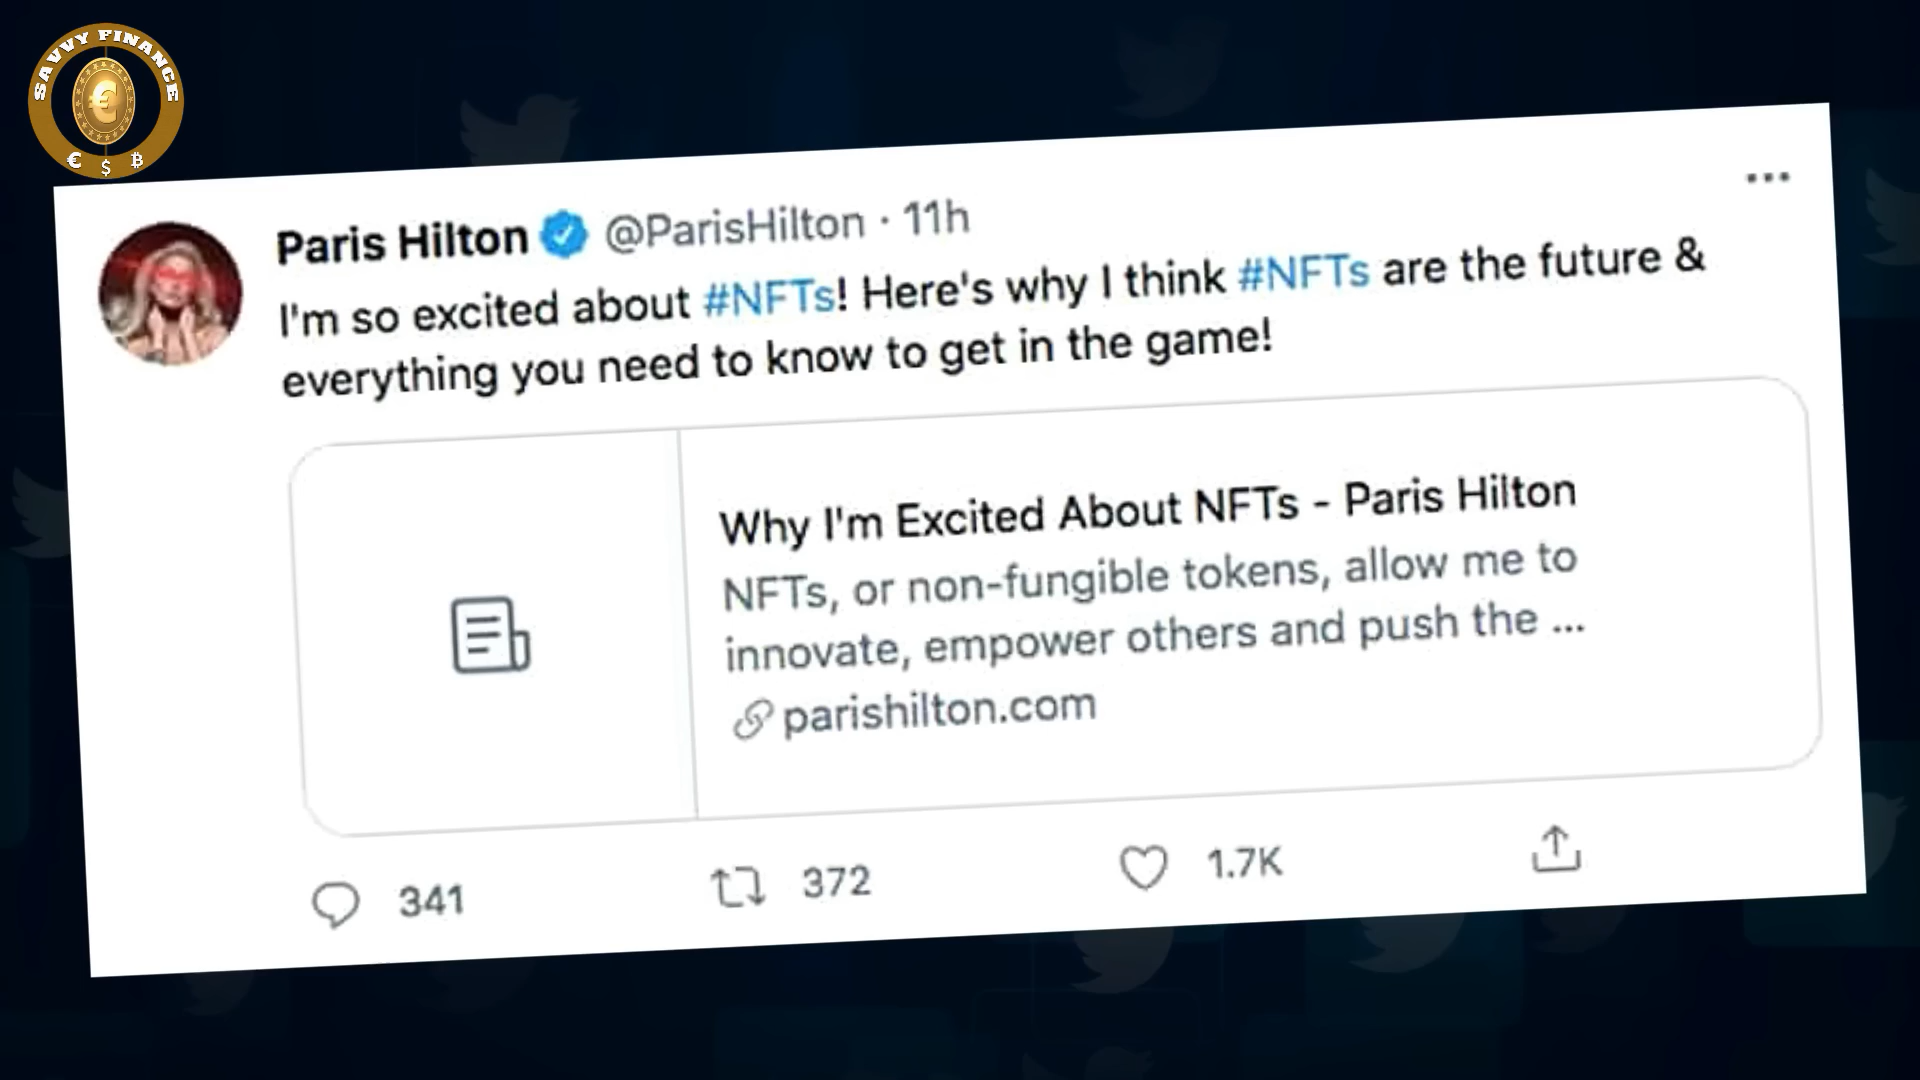 SAVVY FINANCE
€
€ $ ₿
Paris Hilton @ParisHilton · 11h
I'm so excited about #NFTs! Here's why I think #NFTs are the future &
everything you need to know to get in the game!
Why I'm Excited About NFTs - Paris Hilton
NFTs, or non-fungible tokens, allow me to
innovate, empower others and push the ...
parishilton.com
341 372 1.7K